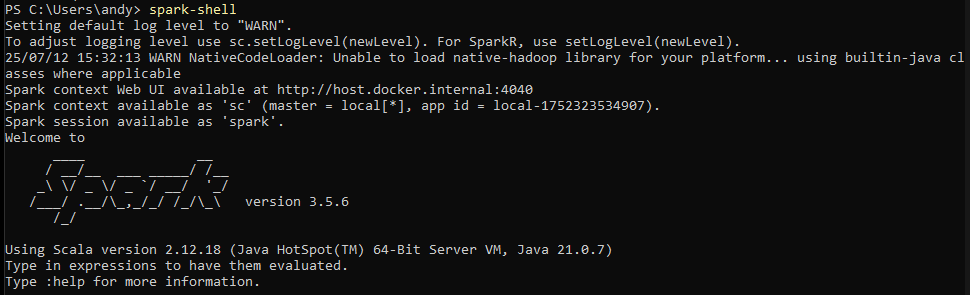 PS C:\Users\andy> spark-shell
Setting default log level to "WARN".
To adjust logging level use sc.setLogLevel(newLevel). For SparkR, use setLogLevel(newLevel).
25/07/12 15:32:13 WARN NativeCodeLoader: Unable to load native-hadoop library for your platform... using builtin-java cl
asses where applicable
Spark context Web UI available at http://host.docker.internal:4040
Spark context available as 'sc' (master = local[*], app id = local-1752323534907).
Spark session available as 'spark'.
Welcome to
      ____              __
     / __/__  ___ _____/ /__
    _\ \/ _ \/ _ `/ __/  '_/
   /___/ .__/\_,_/_/ /_/\_\   version 3.5.6
      /_/
Using Scala version 2.12.18 (Java HotSpot(TM) 64-Bit Server VM, Java 21.0.7)
Type in expressions to have them evaluated.
Type :help for more information.